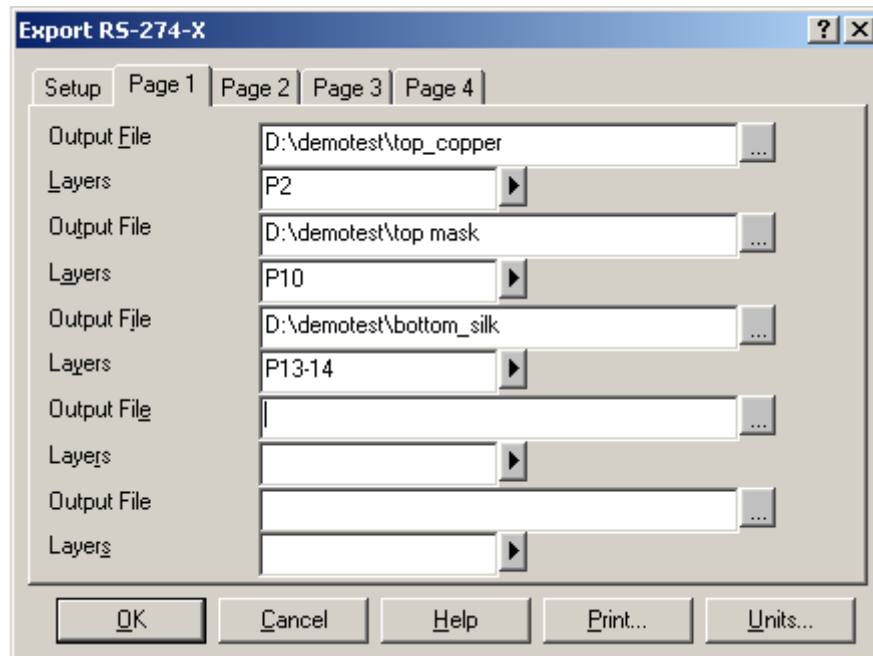 Export RS-274-X
Setup Page 1 Page 2 Page 3 Page 4
Output File D:\demotest\top_copper ...
Layers P2
Output File D:\demotest\top mask ...
Layers P10
Output File D:\demotest\bottom_silk ...
Layers P13-14
Output File ...
Layers
Output File ...
Layers
OK Cancel Help Print... Units...